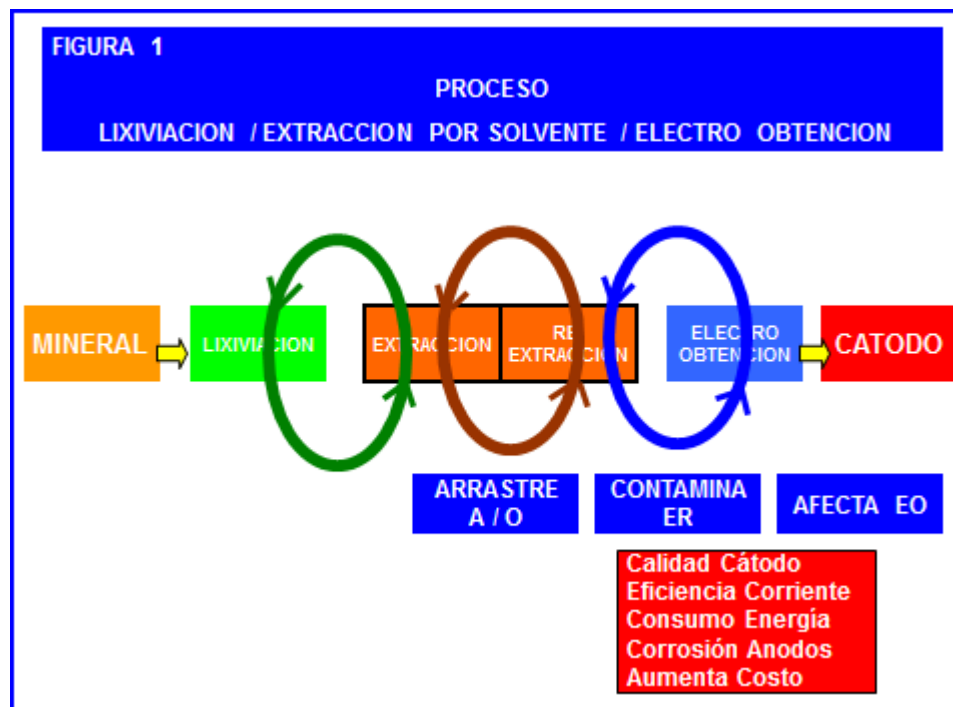 FIGURA 1
PROCESO
LIXIVIACION / EXTRACCION POR SOLVENTE / ELECTRO OBTENCION
MINERAL
LIXIVIACION
EXTRACCION
RE
EXTRACCION
ELECTRO
OBTENCION
CATODO
ARRASTRE
A / O
CONTAMINA
ER
AFECTA EO
Calidad Cátodo
Eficiencia Corriente
Consumo Energía
Corrosión Anodos
Aumenta Costo